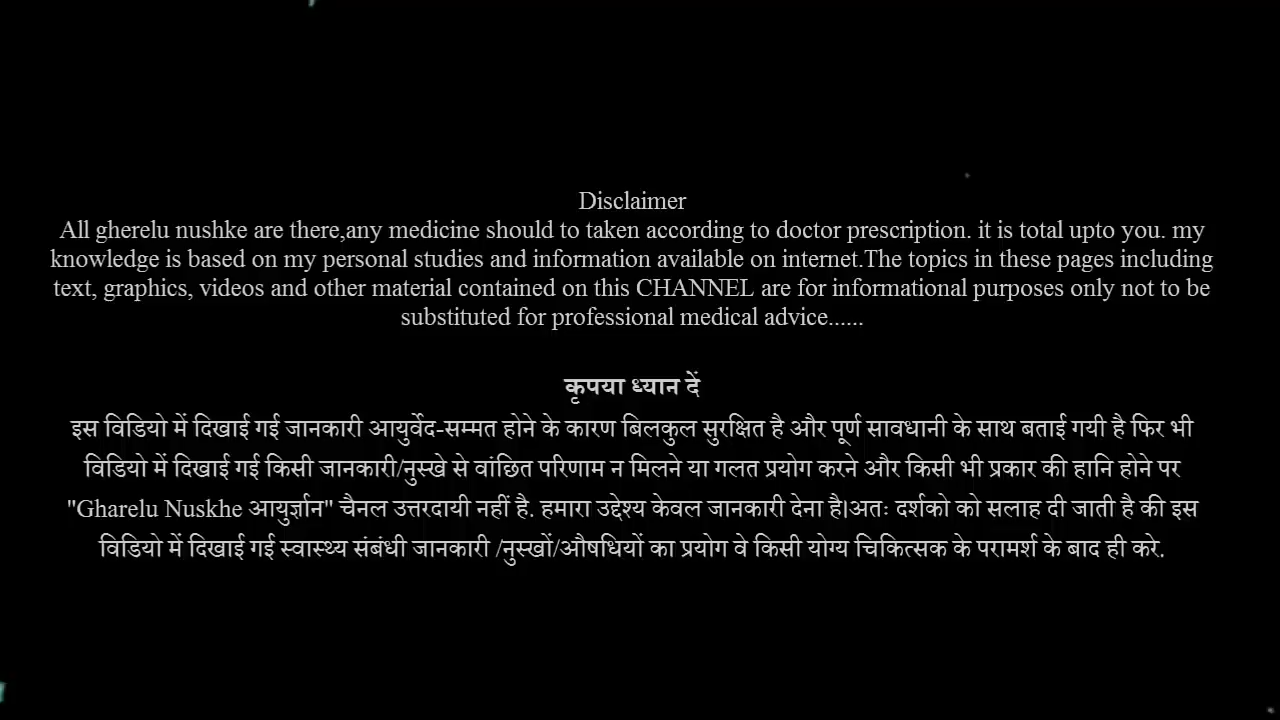 Disclaimer
All gherelu nushke are there,any medicine should to taken according to doctor prescription. it is total upto you. my
knowledge is based on my personal studies and information available on internet.The topics in these pages including
text, graphics, videos and other material contained on this CHANNEL are for informational purposes only not to be
substituted for professional medical advice......
कृपया ध्यान दें
इस विडियो में दिखाई गई जानकारी आयुर्वेद-सम्मत होने के कारण बिलकुल सुरक्षित है और पूर्ण सावधानी के साथ बताई गयी है फिर भी
विडियो में दिखाई गई किसी जानकारी/नुस्खे से वांछित परिणाम न मिलने या गलत प्रयोग करने और किसी भी प्रकार की हानि होने पर
"Gharelu Nuskhe आयुर्ज्ञान" चैनल उत्तरदायी नहीं है. हमारा उद्देश्य केवल जानकारी देना है।अतः दर्शको को सलाह दी जाती है की इस
विडियो में दिखाई गई स्वास्थ्य संबंधी जानकारी /नुस्खों/औषधियों का प्रयोग वे किसी योग्य चिकित्सक के परामर्श के बाद ही करे.